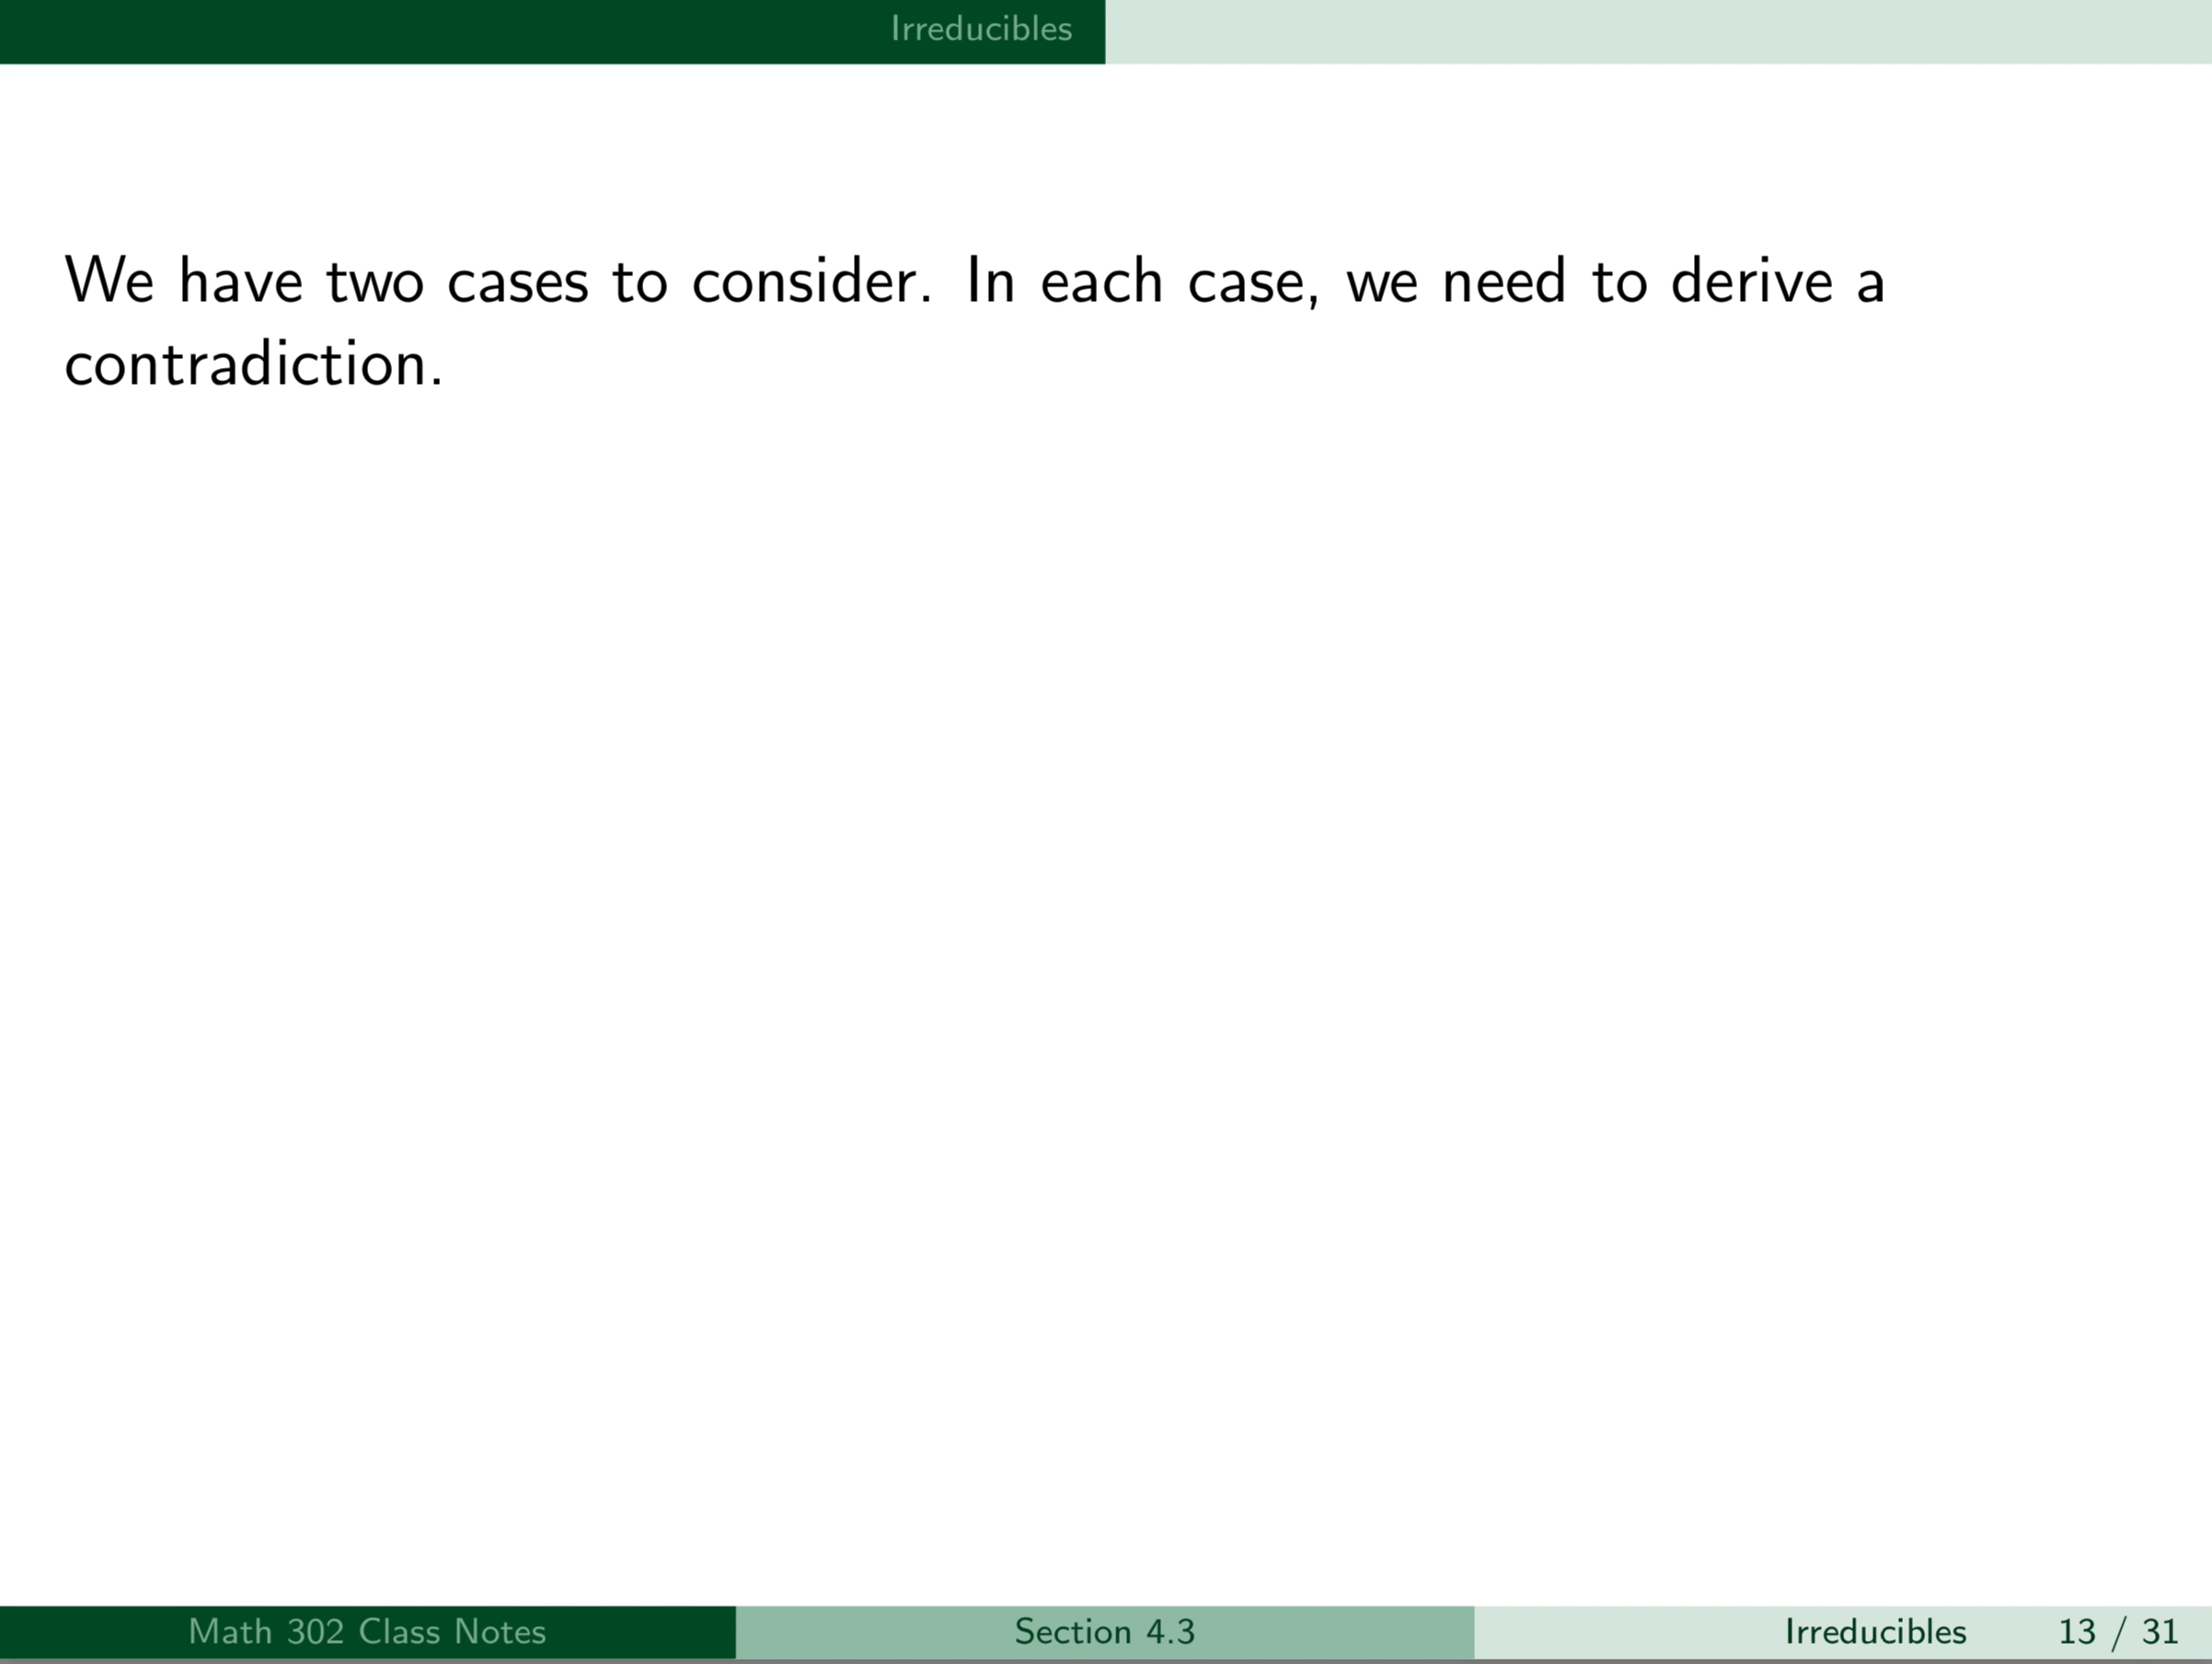 Irreducibles
We have two cases to consider. In each case, we need to derive a
contradiction.
Math 302 Class Notes
Section 4.3
Irreducibles
13 / 31